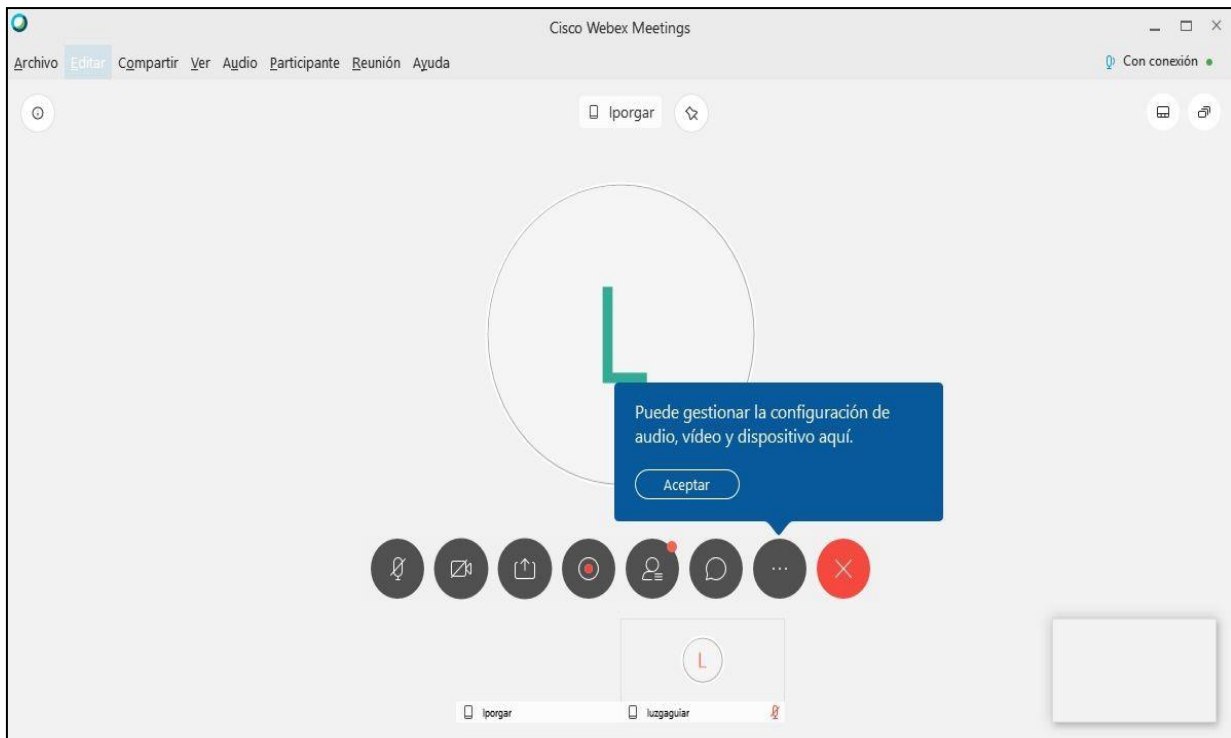 Cisco Webex Meetings
Archivo Editar Compartir Ver Audio Participante Reunión Ayuda
Con conexión
lporgar
L
Puede gestionar la configuración de
audio, vídeo y dispositivo aquí.
Aceptar
L
lporgar luzgaguiar